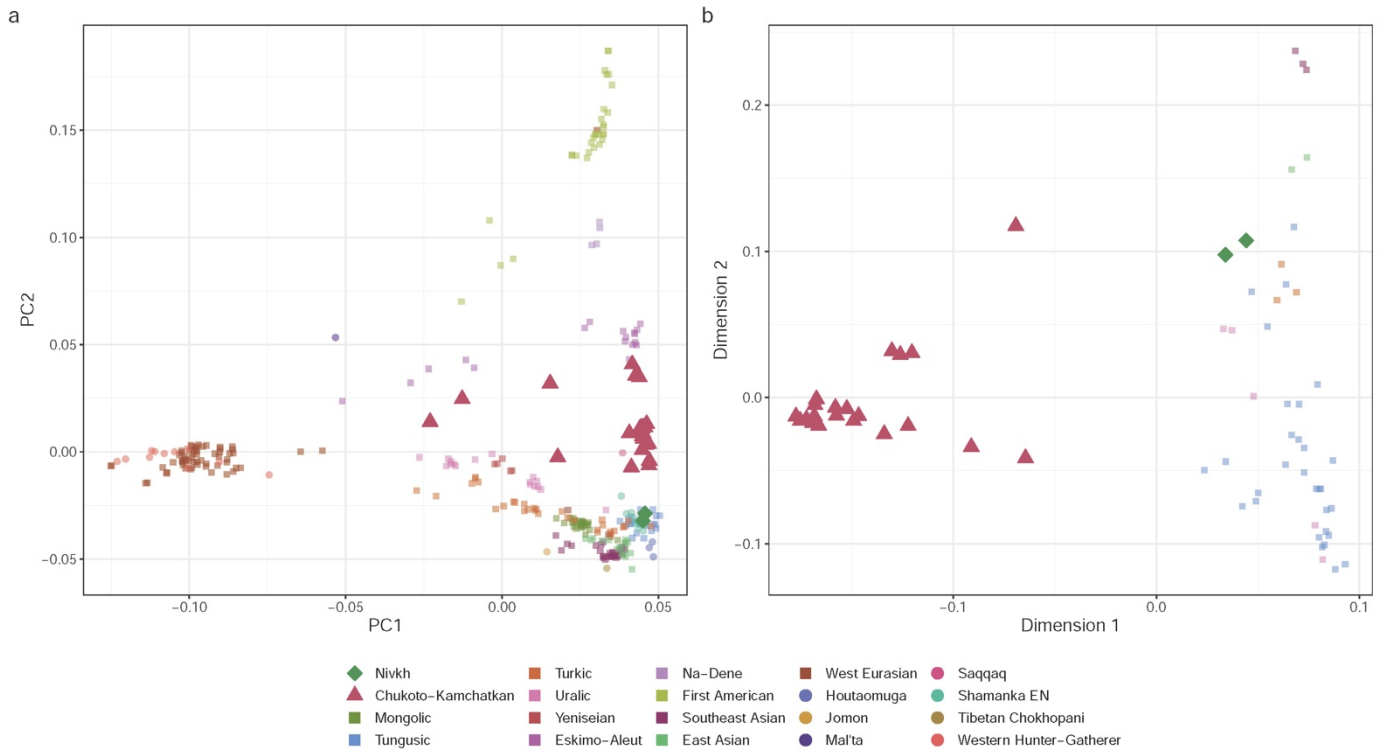 a
b
0.15
0.10
0.05
0.00
−0.05
PC2
−0.10
−0.05
0.00
0.05
PC1
0.2
0.1
0.0
−0.1
Dimension 2
−0.1
0.0
0.1
Dimension 1
Nivkh
Turkic
Na−Dene
West Eurasian
Saqqaq
Chukoto−Kamchatkan
Uralic
First American
Houtaomuga
Shamanka EN
Mongolic
Yeniseian
Southeast Asian
Jomon
Tibetan Chokhopani
Tungusic
Eskimo−Aleut
East Asian
Mal'ta
Western Hunter−Gatherer